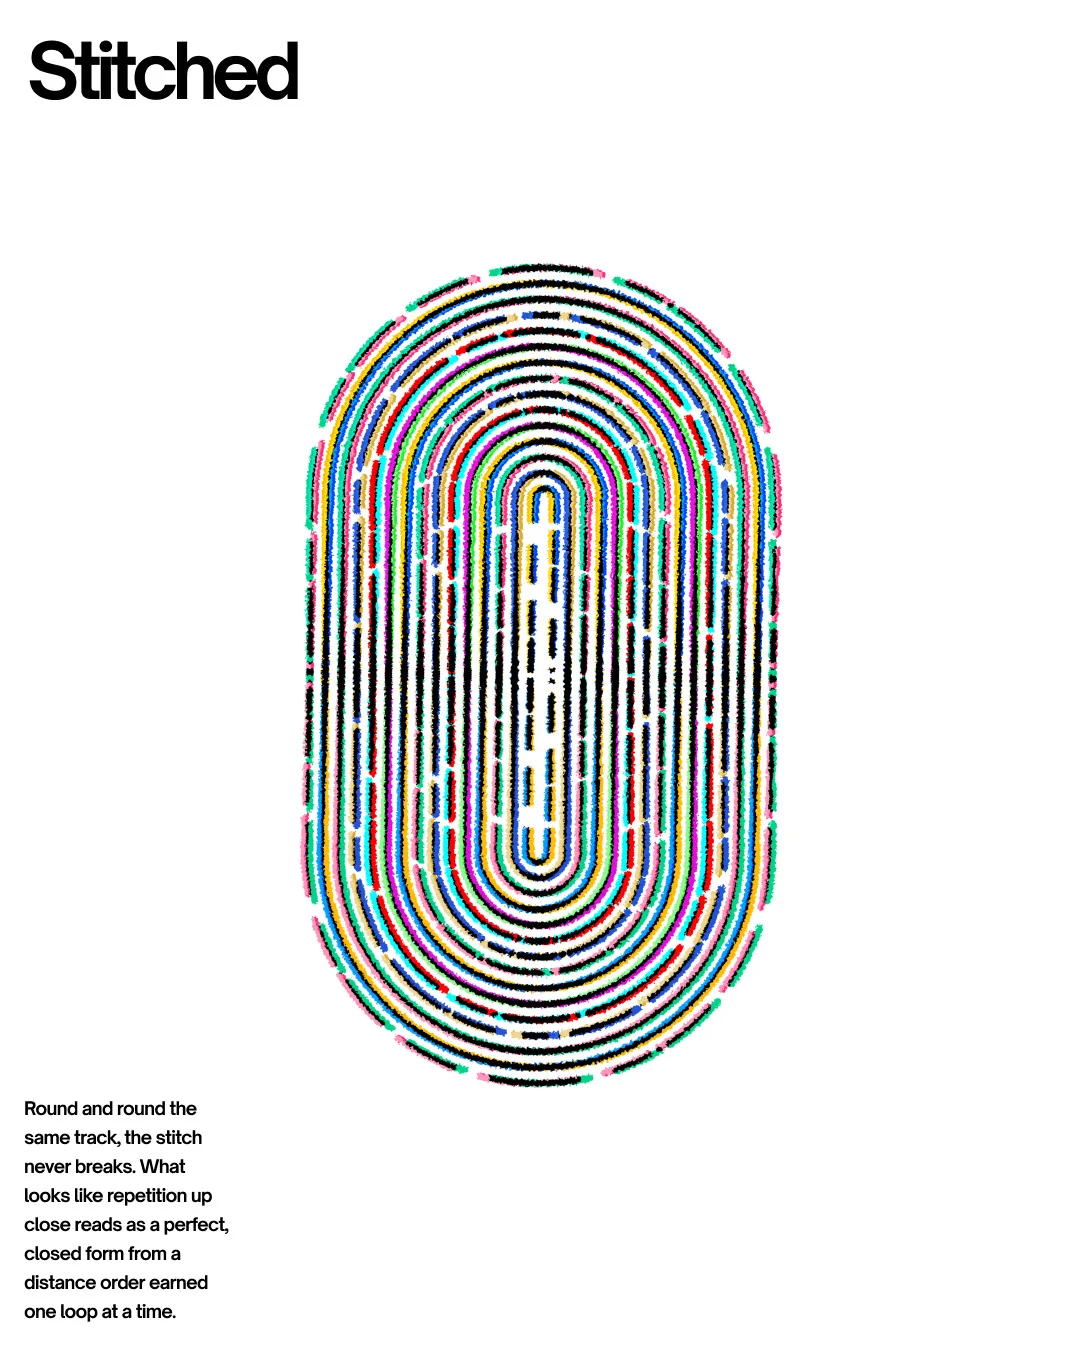 Stitched
Round and round the
same track, the stitch
never breaks. What
looks like repetition up
close reads as a perfect,
closed form from a
distance order earned
one loop at a time.